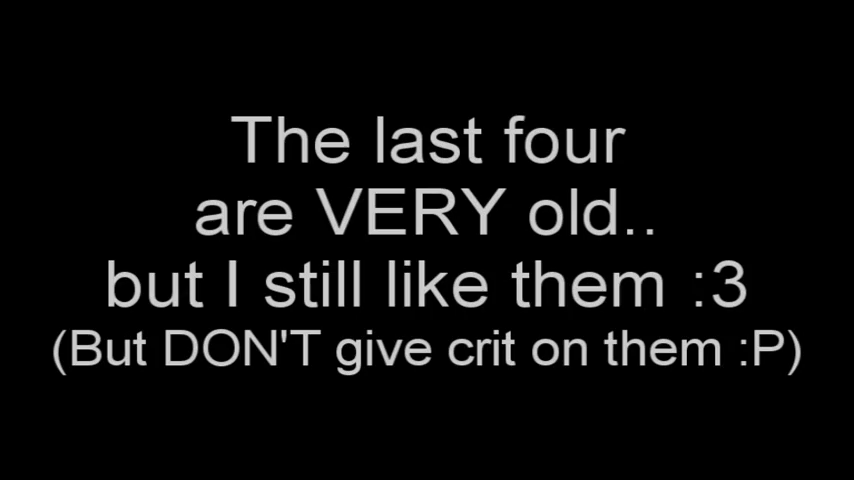 The last four
are VERY old..
but I still like them :3
(But DON'T give crit on them :P)